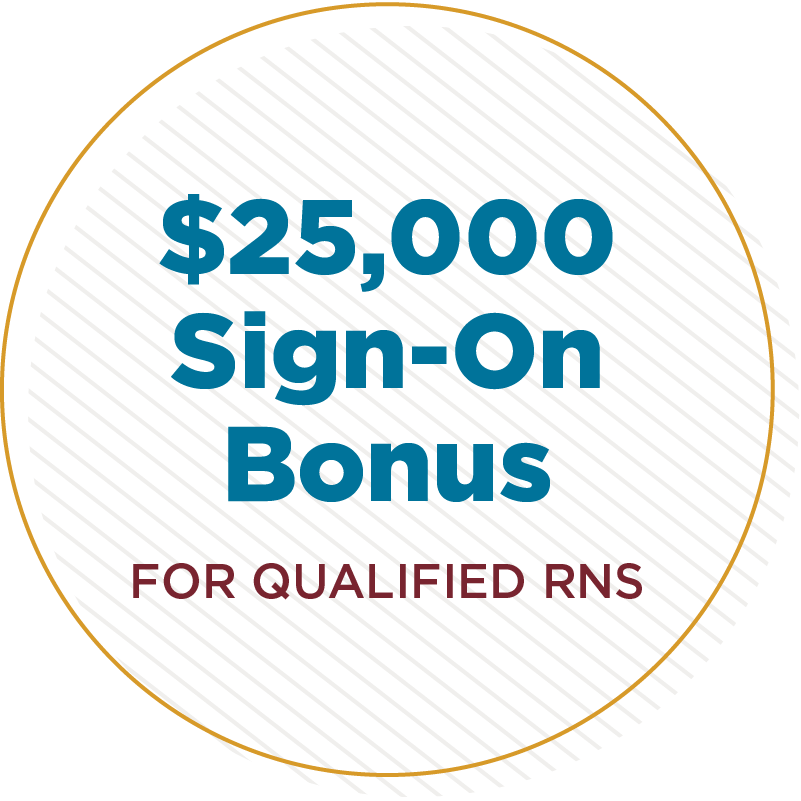 $25,000
Sign-On
Bonus
FOR QUALIFIED RNS